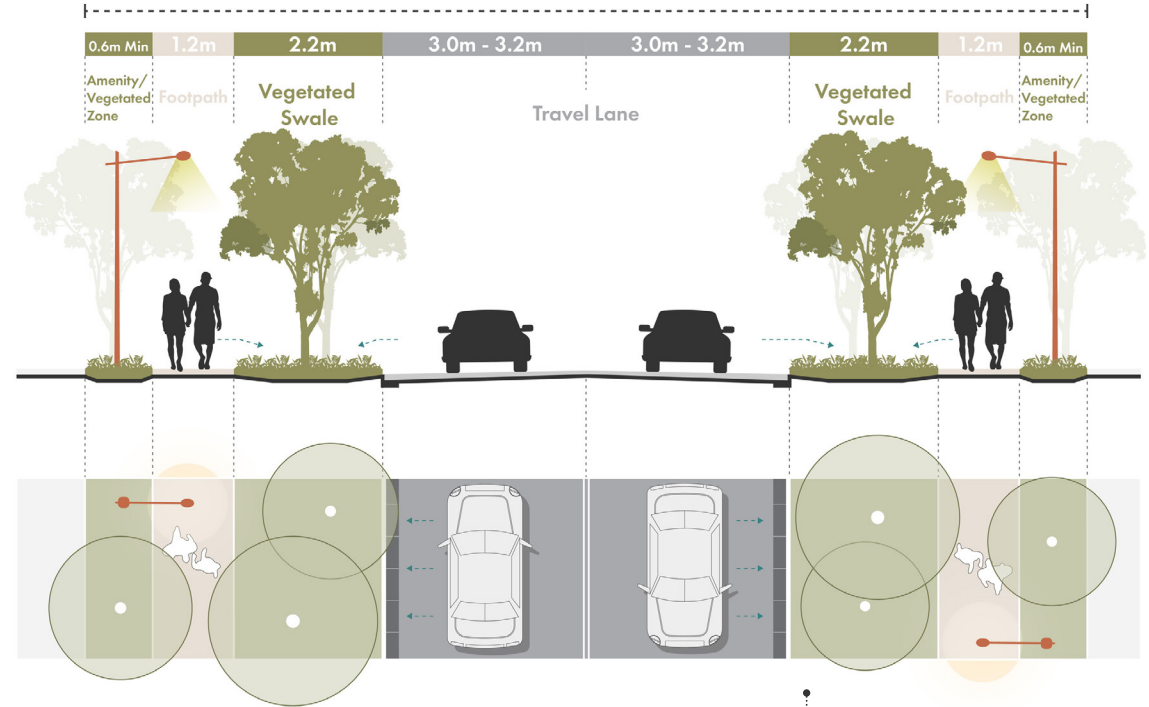 0.6m Min
1.2m
2.2m
3.0m - 3.2m
3.0m - 3.2m
2.2m
1.2m
0.6m Min
Amenity/
Vegetated
Zone
Footpath
Vegetated
Swale
Travel Lane
Vegetated
Swale
Footpath
Amenity/
Vegetated
Zone